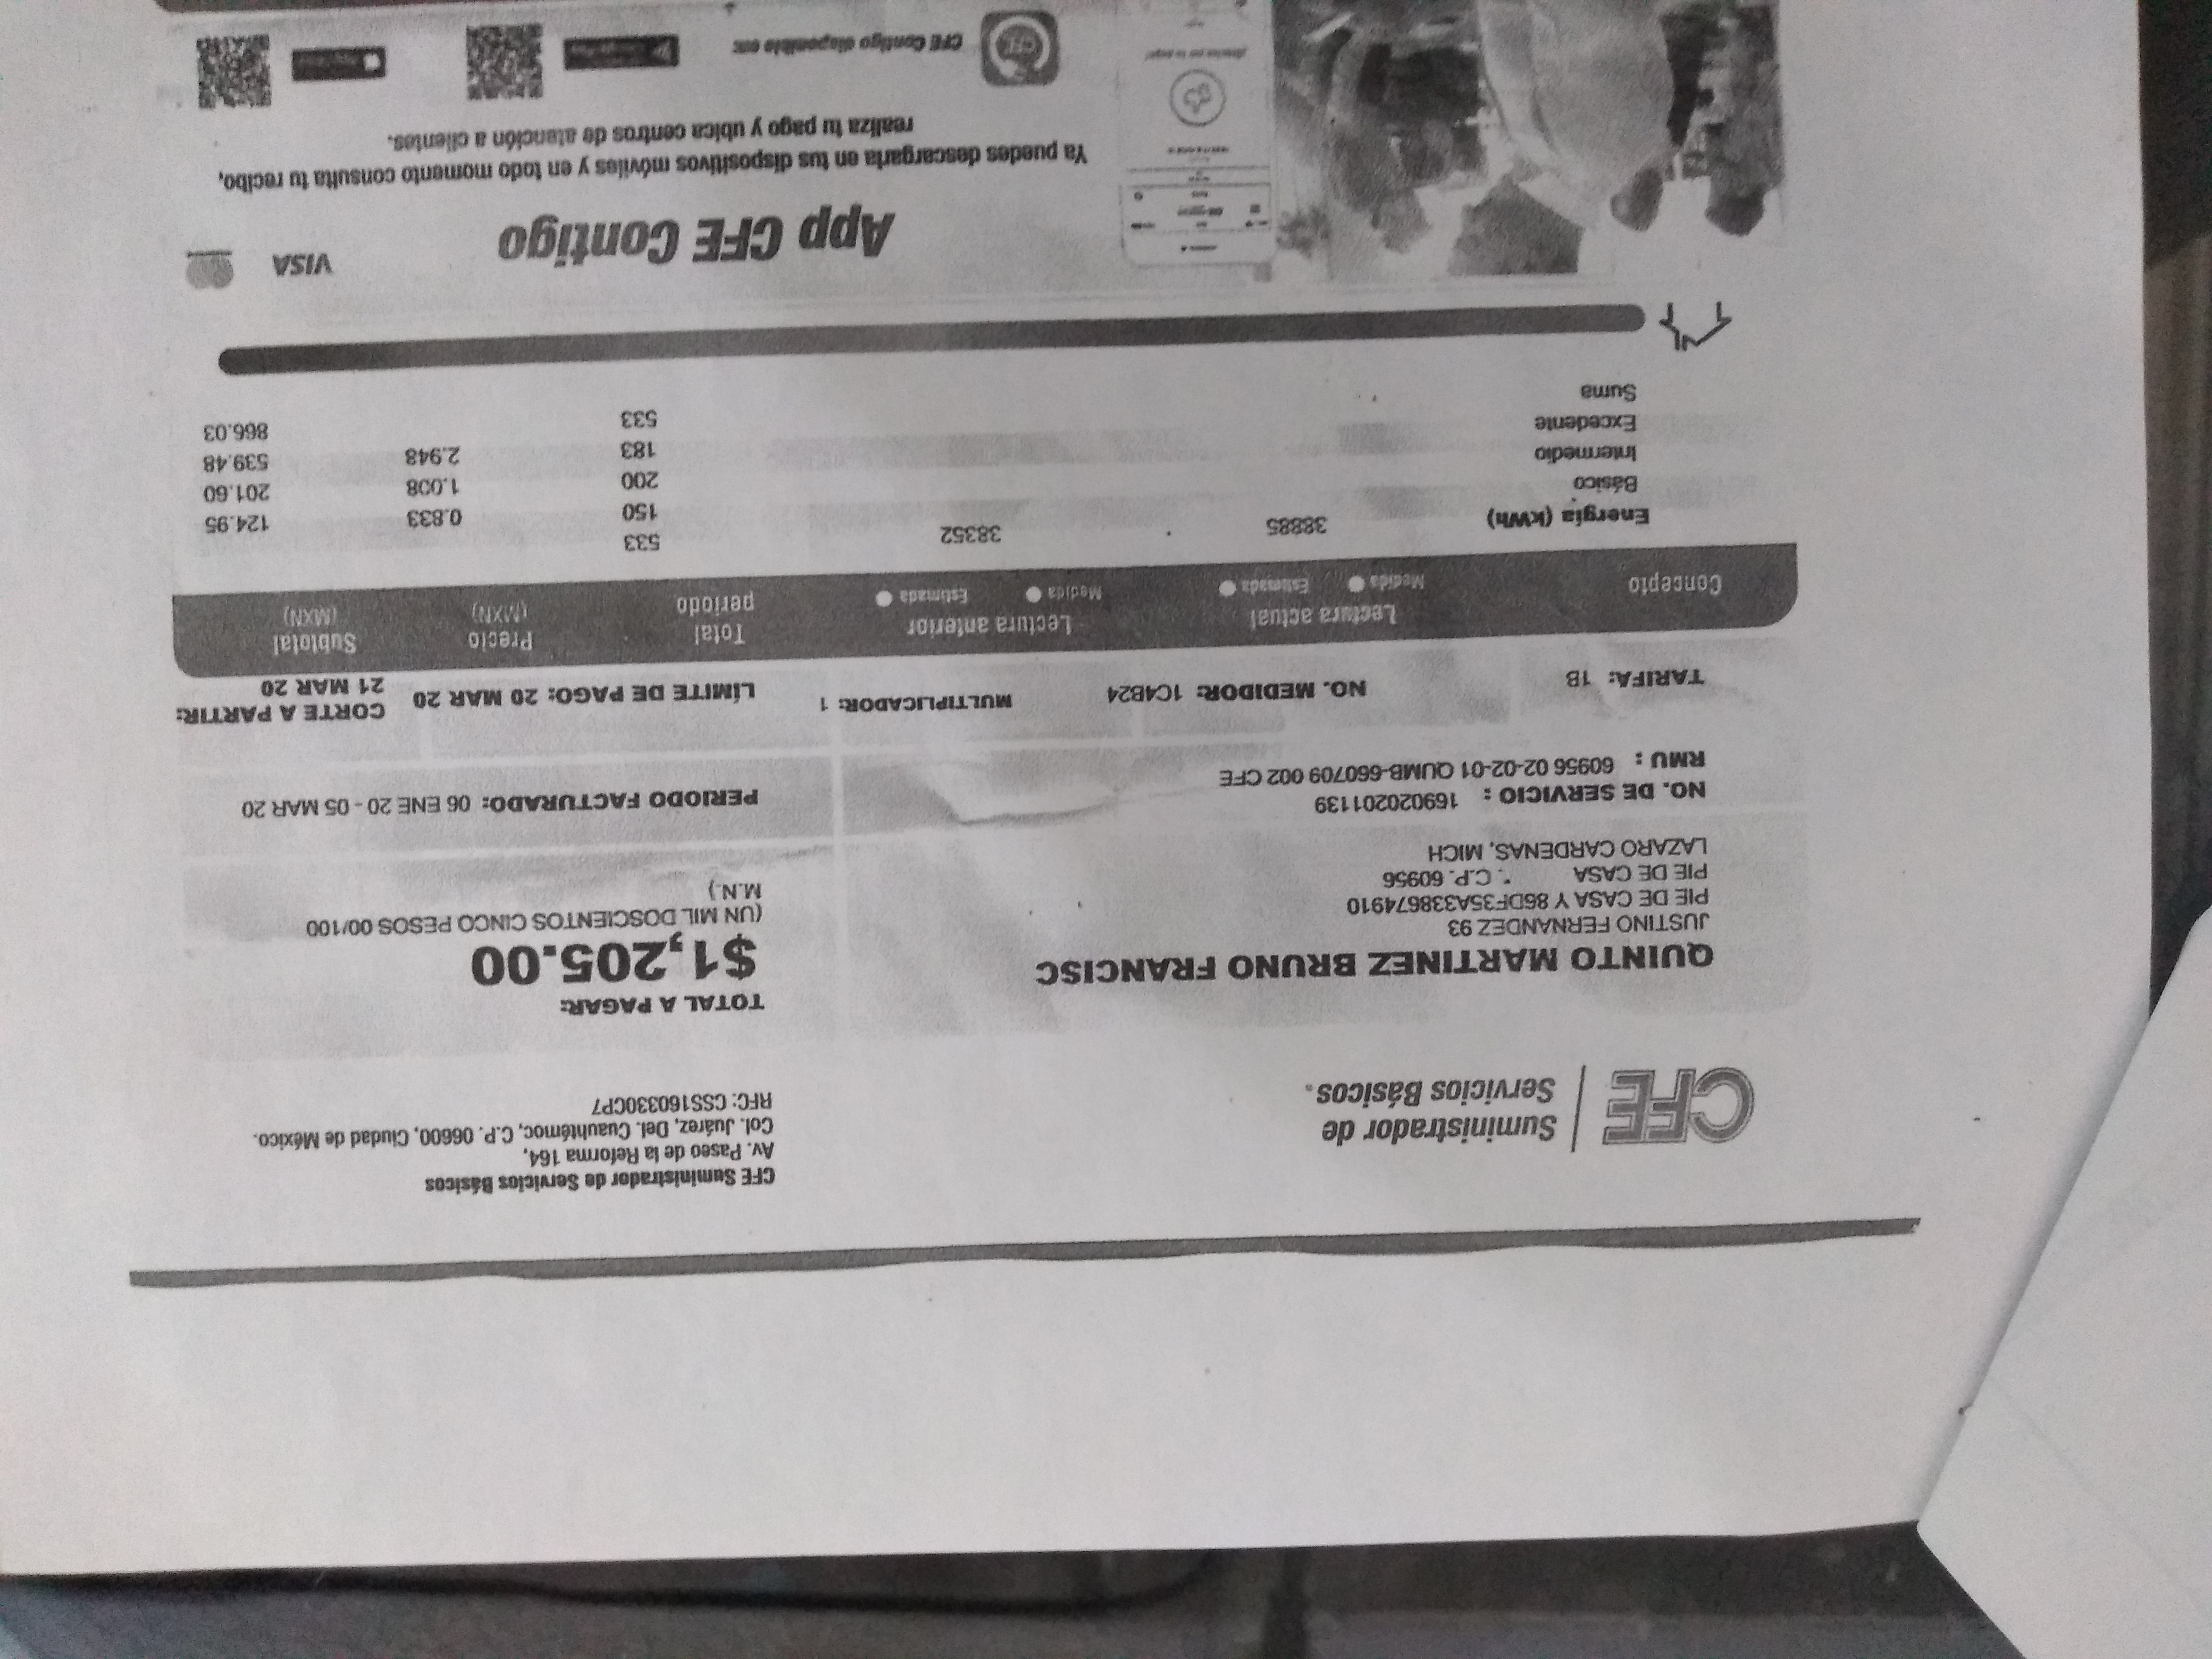 CFE Suministrador de
Servicios Básicos.
CFE Suministrador de Servicios Básicos
Av. Paseo de la Reforma 164,
Col. Juárez, Del. Cuauhtémoc, C.P. 06600, Ciudad de México.
RFC: CSS160330CP7
QUINTO MARTINEZ BRUNO FRANCISC
JUSTINO FERNANDEZ 93
PIE DE CASA Y 86DF35A338674910
PIE DE CASA C.P. 60956
LAZARO CARDENAS, MICH
TOTAL A PAGAR:
$1,205.00
(UN MIL DOSCIENTOS CINCO PESOS 00/100
M.N.)
NO. DE SERVICIO : 169020201139
RMU : 60956 02-02-01 QUMB-660709 002 CFE
PERIODO FACTURADO: 06 ENE 20 - 05 MAR 20
TARIFA: 1B NO. MEDIDOR: 1C4B24 MULTIPLICADOR: 1 LÍMITE DE PAGO: 20 MAR 20 CORTE A PARTIR:
21 MAR 20
Concepto Lectura actual Lectura anterior Total periodo Precio (MXN) Subtotal (MXN)
Medida Estimada Medida Estimada
Energía (kWh) 38885 38352 533
Básico 150 0.833 124.95
Intermedio 200 1.008 201.60
Excedente 183 2.948 539.48
Suma 533 866.03
App CFE Contigo
VISA
Ya puedes descargarla en tus dispositivos móviles y en todo momento consulta tu recibo,
realiza tu pago y ubica centros de atención a clientes.
CFE Contigo disponible en: